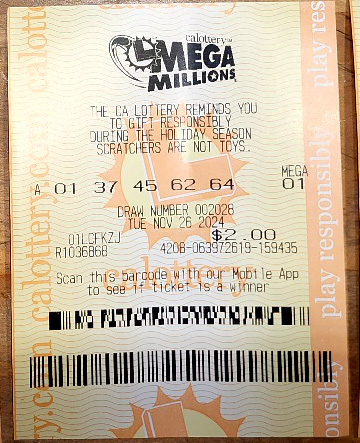 calottery™
MEGA
MILLIONS
THE CA LOTTERY REMINDS YOU
TO GIFT RESPONSIBLY
DURING THE HOLIDAY SEASON
SCRATCHERS ARE NOT TOYS.
MEGA
A 01 37 45 62 64 01
DRAW NUMBER 002028
TUE NOV 26 2024
01LCFKZJ $2.00
R1036868 4208-063972619-159435
Scan this barcode with our Mobile App
to see if ticket is a winner
calottery
calottery.com
play responsibly
play responsibly